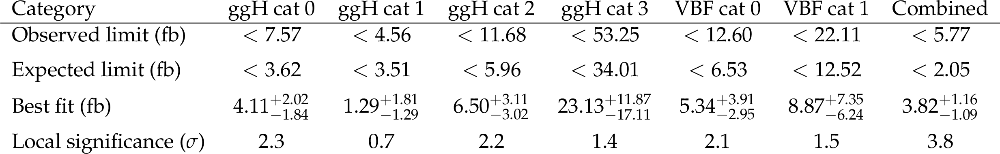 Category ggH cat 0 ggH cat 1 ggH cat 2 ggH cat 3 VBF cat 0 VBF cat 1 Combined
Observed limit (fb) < 7.57 < 4.56 < 11.68 < 53.25 < 12.60 < 22.11 < 5.77
Expected limit (fb) < 3.62 < 3.51 < 5.96 < 34.01 < 6.53 < 12.52 < 2.05
Best fit (fb) 4.11 +2.02 −1.84 1.29 +1.81 −1.29 6.50 +3.11 −3.02 23.13 +11.87 −17.11 5.34 +3.91 −2.95 8.87 +7.35 −6.24 3.82 +1.16 −1.09
Local significance (σ) 2.3 0.7 2.2 1.4 2.1 1.5 3.8